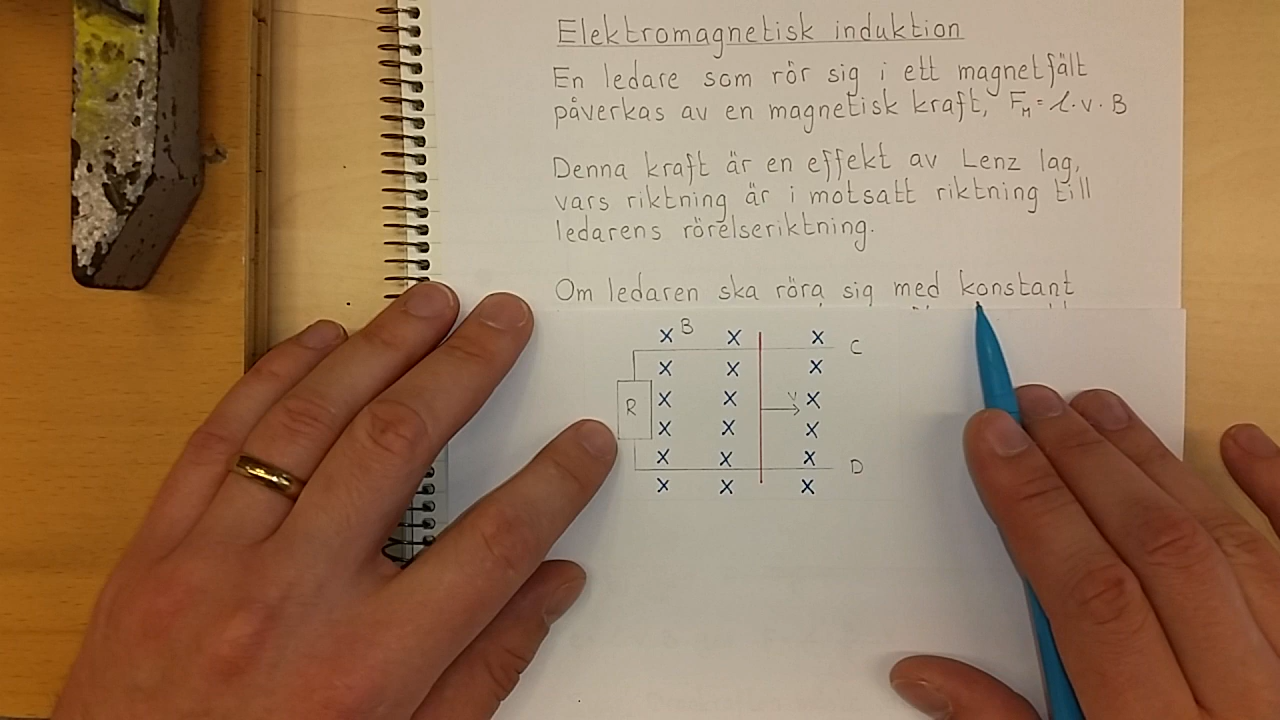 Elektromagnetisk induktion
En ledare som rör sig i ett magnetfält
påverkas av en magnetisk kraft, Fₘ = l · v · B
Denna kraft är en effekt av Lenz lag,
vars riktning är i motsatt riktning till
ledarens rörelseriktning.
Om ledaren ska röra sig med konstant
x B x x C
x x x
R x x v x
x x x
x x x D
x x x